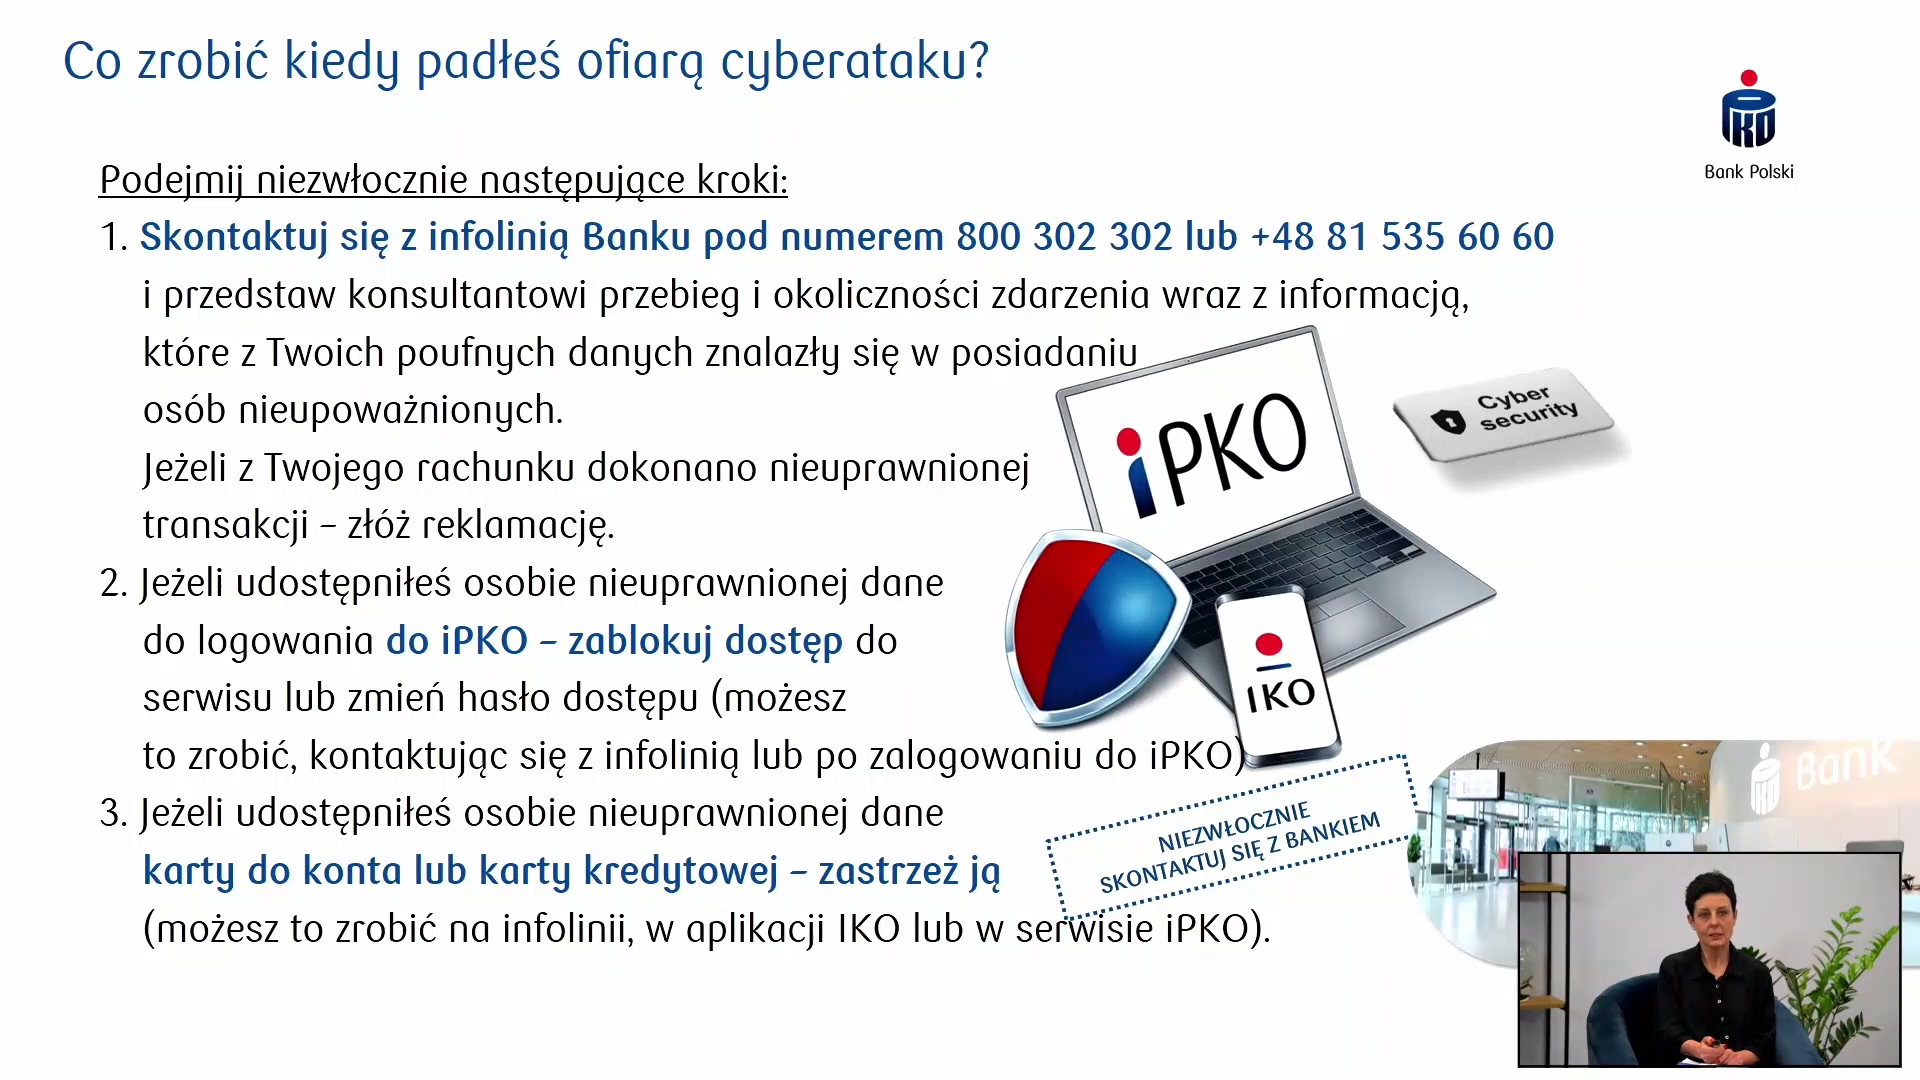 Co zrobić kiedy padłeś ofiarą cyberataku?
PKO
Bank Polski
Podejmij niezwłocznie następujące kroki:
1. Skontaktuj się z infolinią Banku pod numerem 800 302 302 lub +48 81 535 60 60
i przedstaw konsultantowi przebieg i okoliczności zdarzenia wraz z informacją,
które z Twoich poufnych danych znalazły się w posiadaniu
osób nieupoważnionych.
Jeżeli z Twojego rachunku dokonano nieuprawnionej
transakcji – złóż reklamację.
2. Jeżeli udostępniłeś osobie nieuprawnionej dane
do logowania do iPKO – zablokuj dostęp do
serwisu lub zmień hasło dostępu (możesz
to zrobić, kontaktując się z infolinią lub po zalogowaniu do iPKO)
3. Jeżeli udostępniłeś osobie nieuprawnionej dane
karty do konta lub karty kredytowej – zastrzeż ją
(możesz to zrobić na infolinii, w aplikacji IKO lub w serwisie iPKO).
iPKO
Cyber
security
IKO
NIEZWŁOCZNIE
SKONTAKTUJ SIĘ Z BANKIEM
Bank